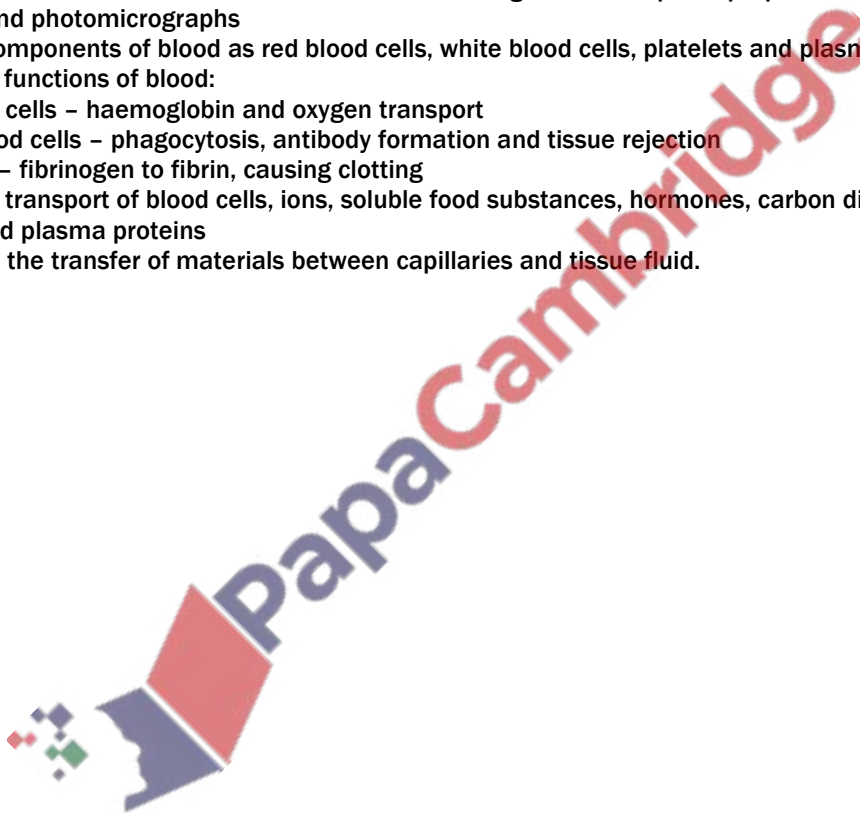 nd photomicrographs
omponents of blood as red blood cells, white blood cells, platelets and plasm
functions of blood:
cells – haemoglobin and oxygen transport
od cells – phagocytosis, antibody formation and tissue rejection
– fibrinogen to fibrin, causing clotting
transport of blood cells, ions, soluble food substances, hormones, carbon di
d plasma proteins
the transfer of materials between capillaries and tissue fluid.
PapaCambridge